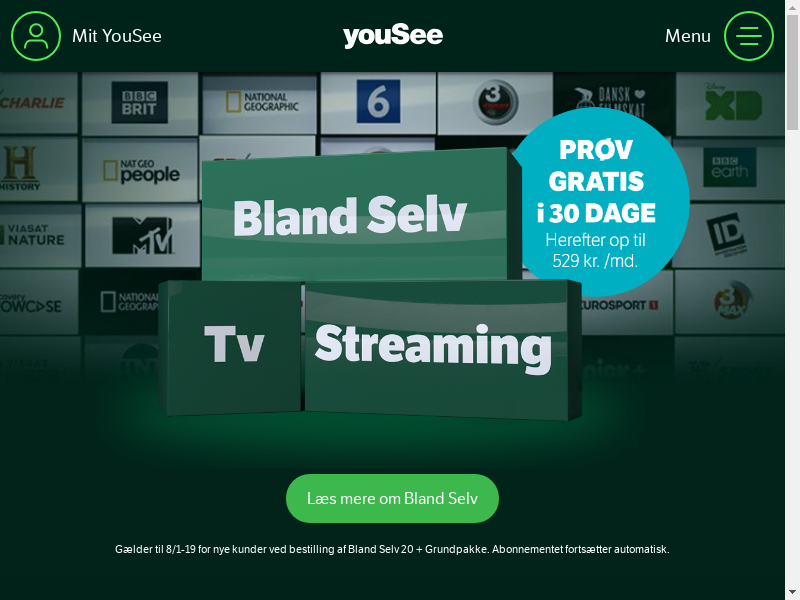 Mit YouSee
youSee
Menu
CHARLIE
BBC
BRIT
NATIONAL
GEOGRAPHIC
6
3
DANSK
XD
HISTORY
NAT GEO
people
BBC
earth
PRØV
GRATIS
i 30 DAGE
Herefter op til
529 kr. /md.
Bland Selv
VIASAT
NATURE
MTV
ID
NATIONAL
EUROSPORT 1
3
MAX
Tv
Streaming
Læs mere om Bland Selv
Gælder til 8/1-19 for nye kunder ved bestilling af Bland Selv 20 + Grundpakke. Abonnementet fortsætter automatisk.